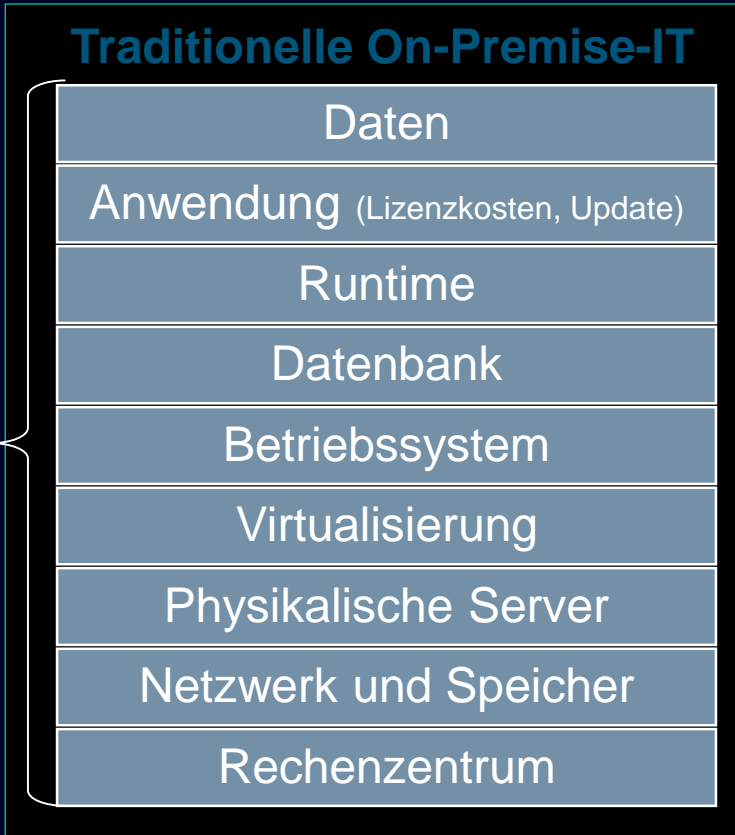 Traditionelle On-Premise-IT
Daten
Anwendung (Lizenzkosten, Update)
Runtime
Datenbank
Betriebssystem
Virtualisierung
Physikalische Server
Netzwerk und Speicher
Rechenzentrum